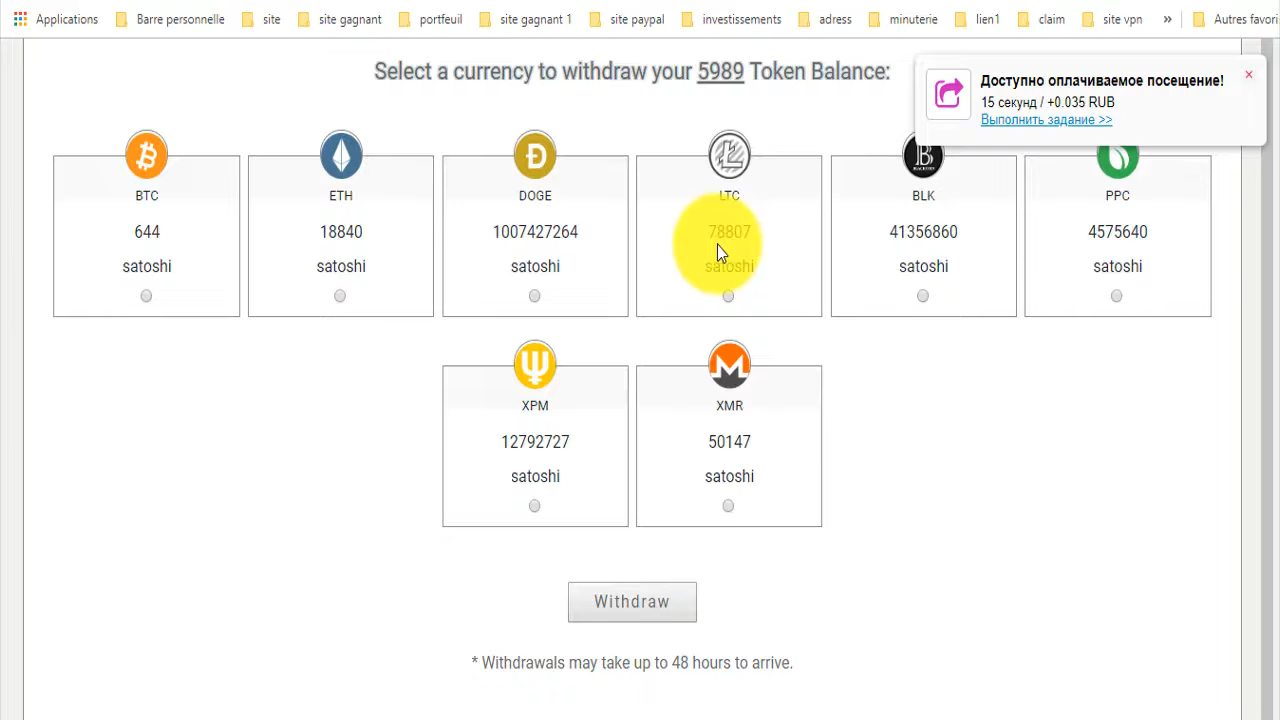 Applications Barre personnelle site site gagnant portfeuil site gagnant 1 site paypal investissements adress minuterie lien1 claim site vpn » Autres favori
Select a currency to withdraw your 5989 Token Balance:
Доступно оплачиваемое посещение!
15 секунд / +0.035 RUB
Выполнить задание >>
BTC ETH DOGE LTC BLK PPC
644 18840 1007427264 78807 41356860 4575640
satoshi satoshi satoshi satoshi satoshi satoshi
XPM XMR
12792727 50147
satoshi satoshi
Withdraw
* Withdrawals may take up to 48 hours to arrive.